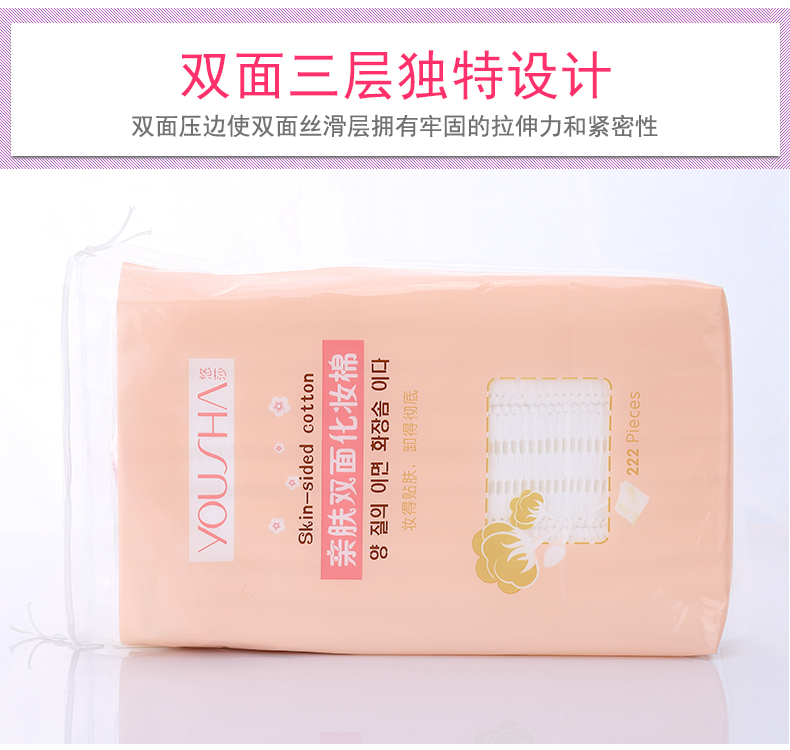 双面三层独特设计
双面压边使双面丝滑层拥有牢固的拉伸力和紧密性
YOUSHA 悠莎
Skin-sided cotton
亲肤双面化妆棉
양 질의 이면 화장솜 이다
妆得贴肤，卸得彻底
222 Pieces